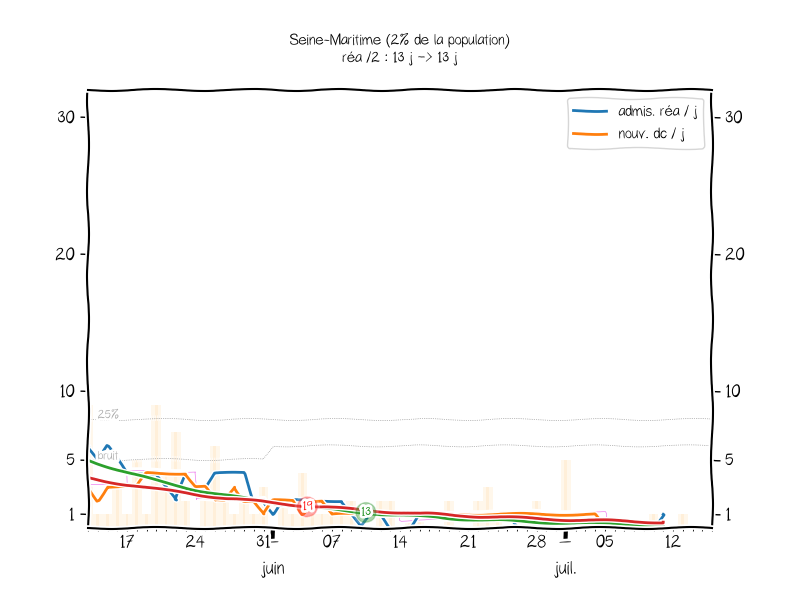 Seine-Maritime (2% de la population)
réa /2 : 13 j -> 13 j
admis. réa / j
nouv. dc / j
30 30
20 20
10 10
25%
5 bruit 5
19 13
1 1
17 24 31 07 14 21 28 05 12
juin juil.